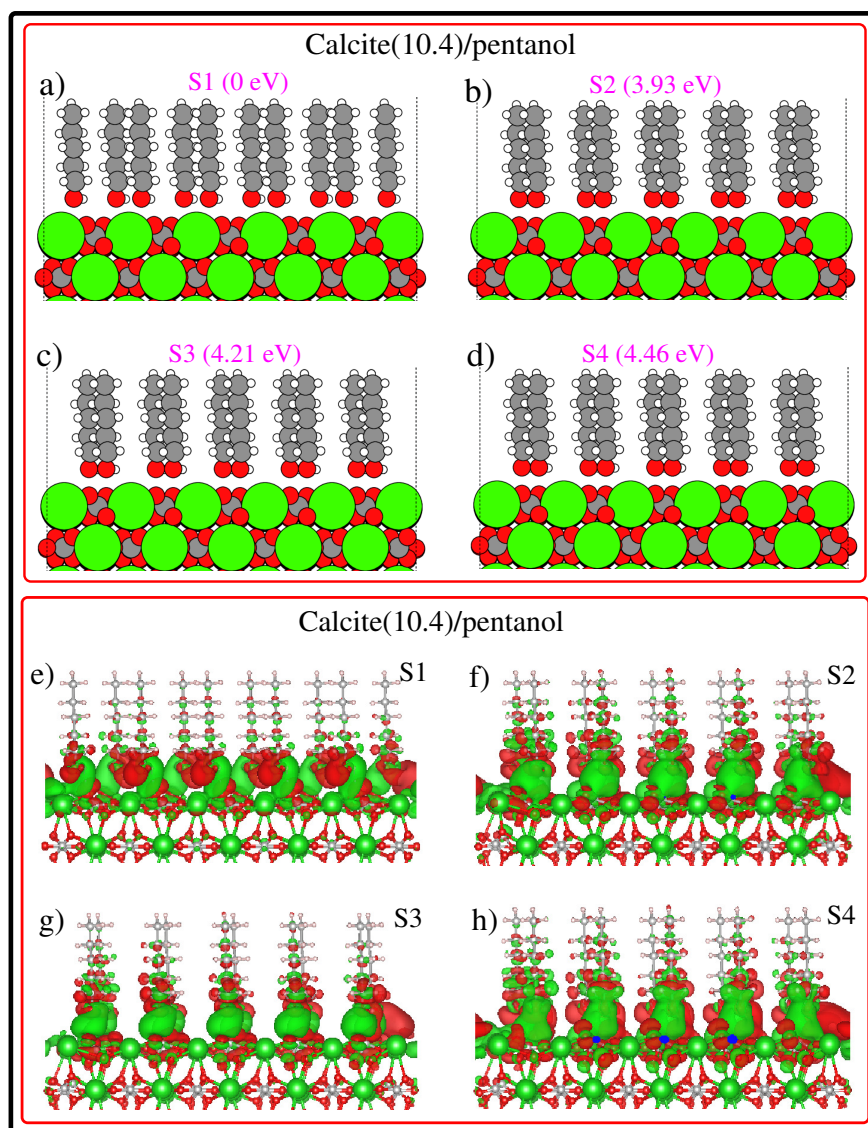 Calcite(10.4)/pentanol
a)
S1 (0 eV)
b)
S2 (3.93 eV)
c)
S3 (4.21 eV)
d)
S4 (4.46 eV)
Calcite(10.4)/pentanol
e)
S1
f)
S2
g)
S3
h)
S4